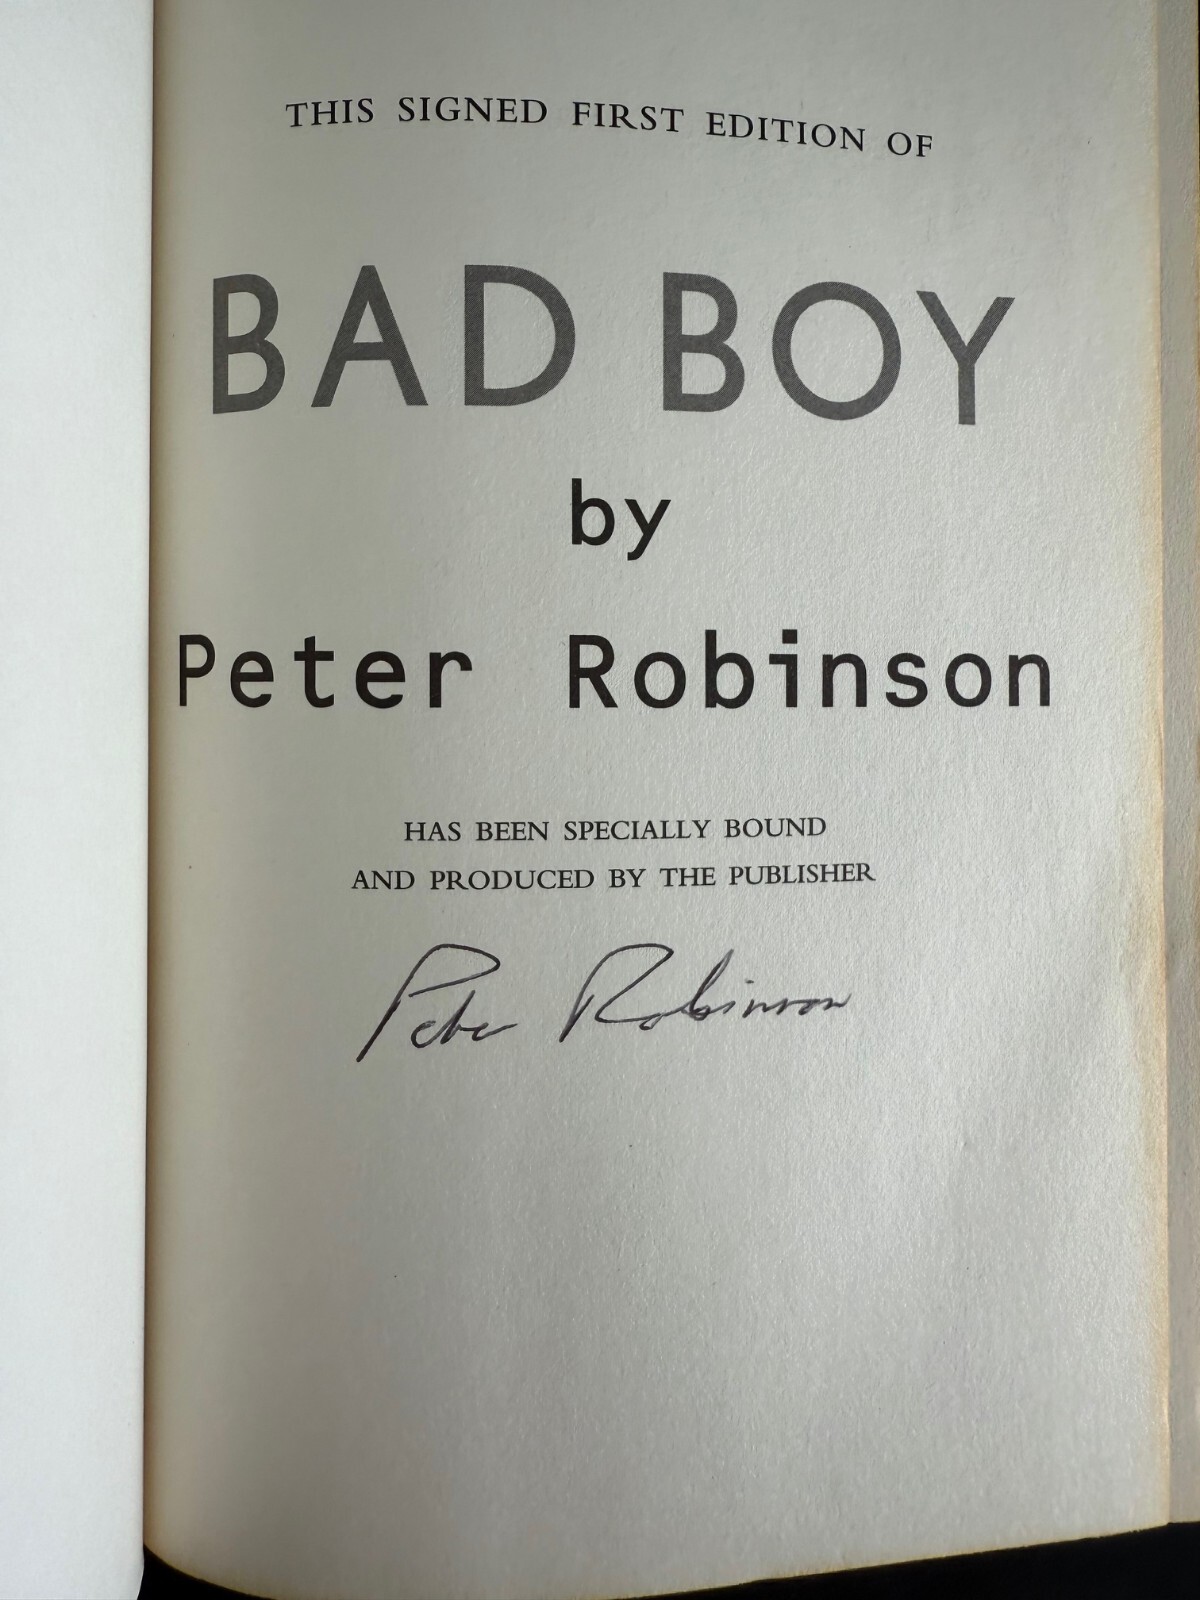 THIS SIGNED FIRST EDITION OF
BAD BOY
by
Peter Robinson
HAS BEEN SPECIALLY BOUND
AND PRODUCED BY THE PUBLISHER
Peter Robinson